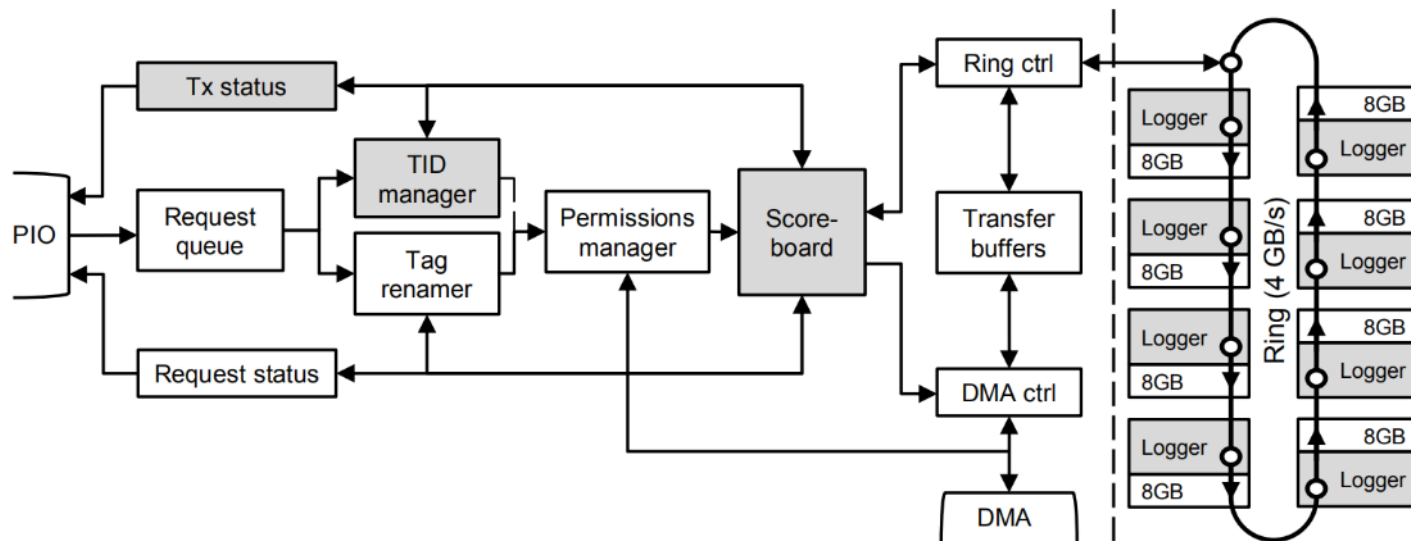 Tx status
PIO
Request
queue
TID
manager
Tag
renamer
Request status
Permissions
manager
Score-
board
Ring ctrl
Transfer
buffers
DMA ctrl
DMA
Logger
8GB
Logger
8GB
Logger
8GB
Logger
8GB
Ring (4 GB/s)
8GB
Logger
8GB
Logger
8GB
Logger
8GB
Logger